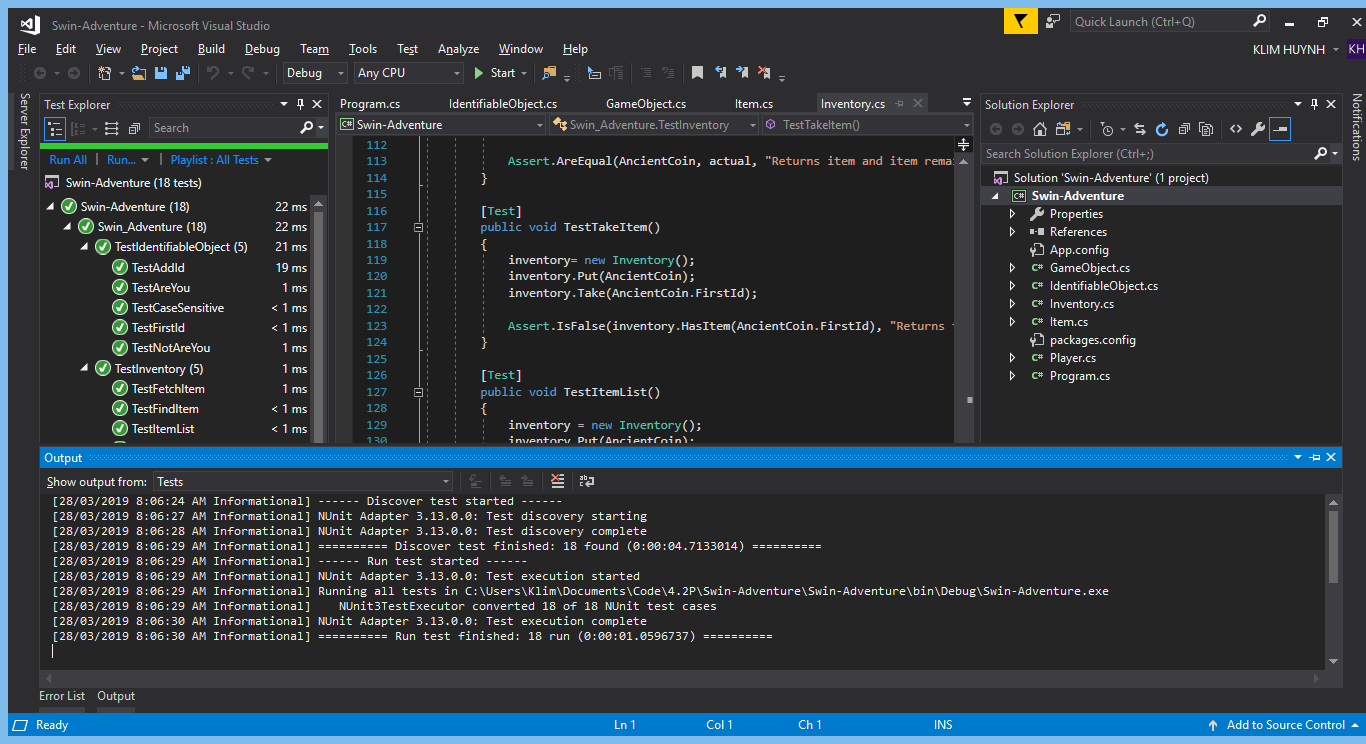 Swin-Adventure - Microsoft Visual Studio
Quick Launch (Ctrl+Q)
File Edit View Project Build Debug Team Tools Test Analyze Window Help
KLIM HUYNH KH
Debug Any CPU Start
Server Explorer
Test Explorer
Search
Run All | Run... | Playlist : All Tests
Swin-Adventure (18 tests)
Swin-Adventure (18) 22 ms
Swin_Adventure (18) 22 ms
TestIdentifiableObject (5) 21 ms
TestAddId 19 ms
TestAreYou 1 ms
TestCaseSensitive < 1 ms
TestFirstId < 1 ms
TestNotAreYou 1 ms
TestInventory (5) 1 ms
TestFetchItem 1 ms
TestFindItem < 1 ms
TestItemList < 1 ms
Program.cs IdentifiableObject.cs GameObject.cs Item.cs Inventory.cs
C# Swin-Adventure Swin_Adventure.TestInventory TestTakeItem()
112
113 Assert.AreEqual(AncientCoin, actual, "Returns item and item rema
114 }
115
116 [Test]
117 public void TestTakeItem()
118 {
119 inventory= new Inventory();
120 inventory.Put(AncientCoin);
121 inventory.Take(AncientCoin.FirstId);
122
123 Assert.IsFalse(inventory.HasItem(AncientCoin.FirstId), "Returns
124 }
125
126 [Test]
127 public void TestItemList()
128 {
129 inventory = new Inventory();
130 inventory.Put(AncientCoin);
Solution Explorer
Search Solution Explorer (Ctrl+;)
Solution 'Swin-Adventure' (1 project)
C# Swin-Adventure
Properties
References
App.config
C# GameObject.cs
C# IdentifiableObject.cs
C# Inventory.cs
C# Item.cs
packages.config
C# Player.cs
C# Program.cs
Notifications
Output
Show output from: Tests
[28/03/2019 8:06:24 AM Informational] ------ Discover test started ------
[28/03/2019 8:06:27 AM Informational] NUnit Adapter 3.13.0.0: Test discovery starting
[28/03/2019 8:06:28 AM Informational] NUnit Adapter 3.13.0.0: Test discovery complete
[28/03/2019 8:06:29 AM Informational] ========== Discover test finished: 18 found (0:00:04.7133014) ==========
[28/03/2019 8:06:29 AM Informational] ------ Run test started ------
[28/03/2019 8:06:29 AM Informational] NUnit Adapter 3.13.0.0: Test execution started
[28/03/2019 8:06:29 AM Informational] Running all tests in C:\Users\Klim\Documents\Code\4.2P\Swin-Adventure\Swin-Adventure\bin\Debug\Swin-Adventure.exe
[28/03/2019 8:06:29 AM Informational] NUnit3TestExecutor converted 18 of 18 NUnit test cases
[28/03/2019 8:06:30 AM Informational] NUnit Adapter 3.13.0.0: Test execution complete
[28/03/2019 8:06:30 AM Informational] ========== Run test finished: 18 run (0:00:01.0596737) ==========
Error List Output
Ready Ln 1 Col 1 Ch 1 INS Add to Source Control